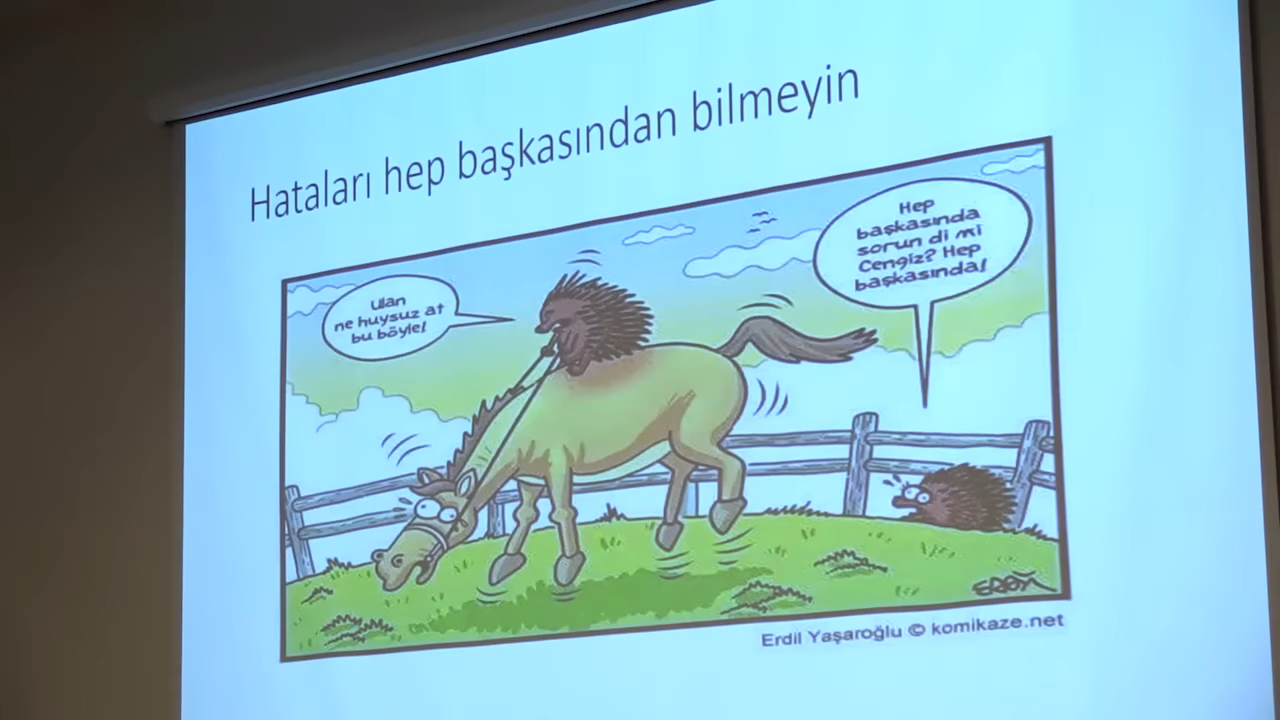 Hataları hep başkasından bilmeyin
Ulan
ne huysuz at
bu böyle!
Hep
başkasında
sorun di mi
Cengiz? Hep
başkasında!
ERDİL
Erdil Yaşaroğlu © komikaze.net